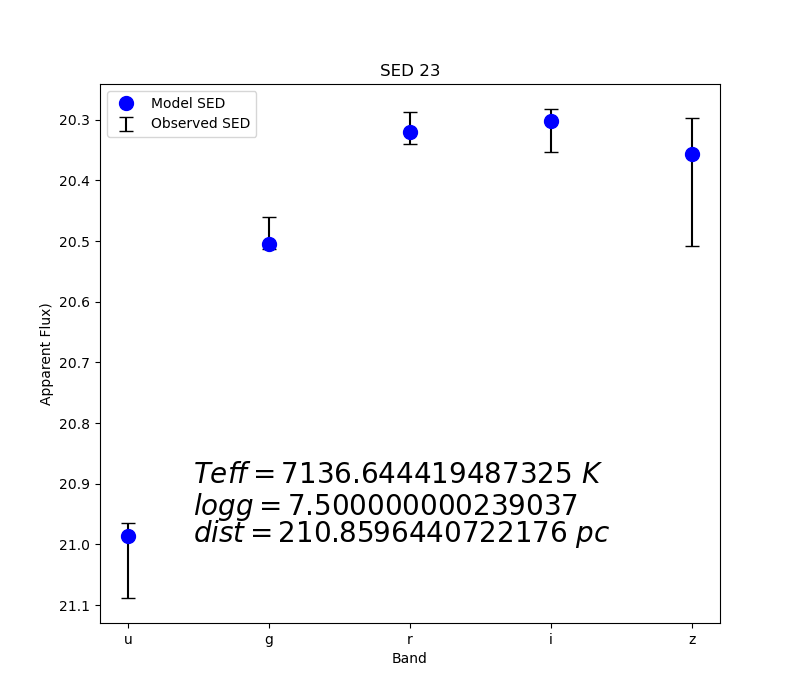 SED 23
Model SED
Observed SED
20.3
20.4
20.5
20.6
20.7
20.8
20.9
21.0
21.1
Apparent Flux)
Teff = 7136.644419487325 K
logg = 7.500000000239037
dist = 210.8596440722176 pc
u g r i z
Band